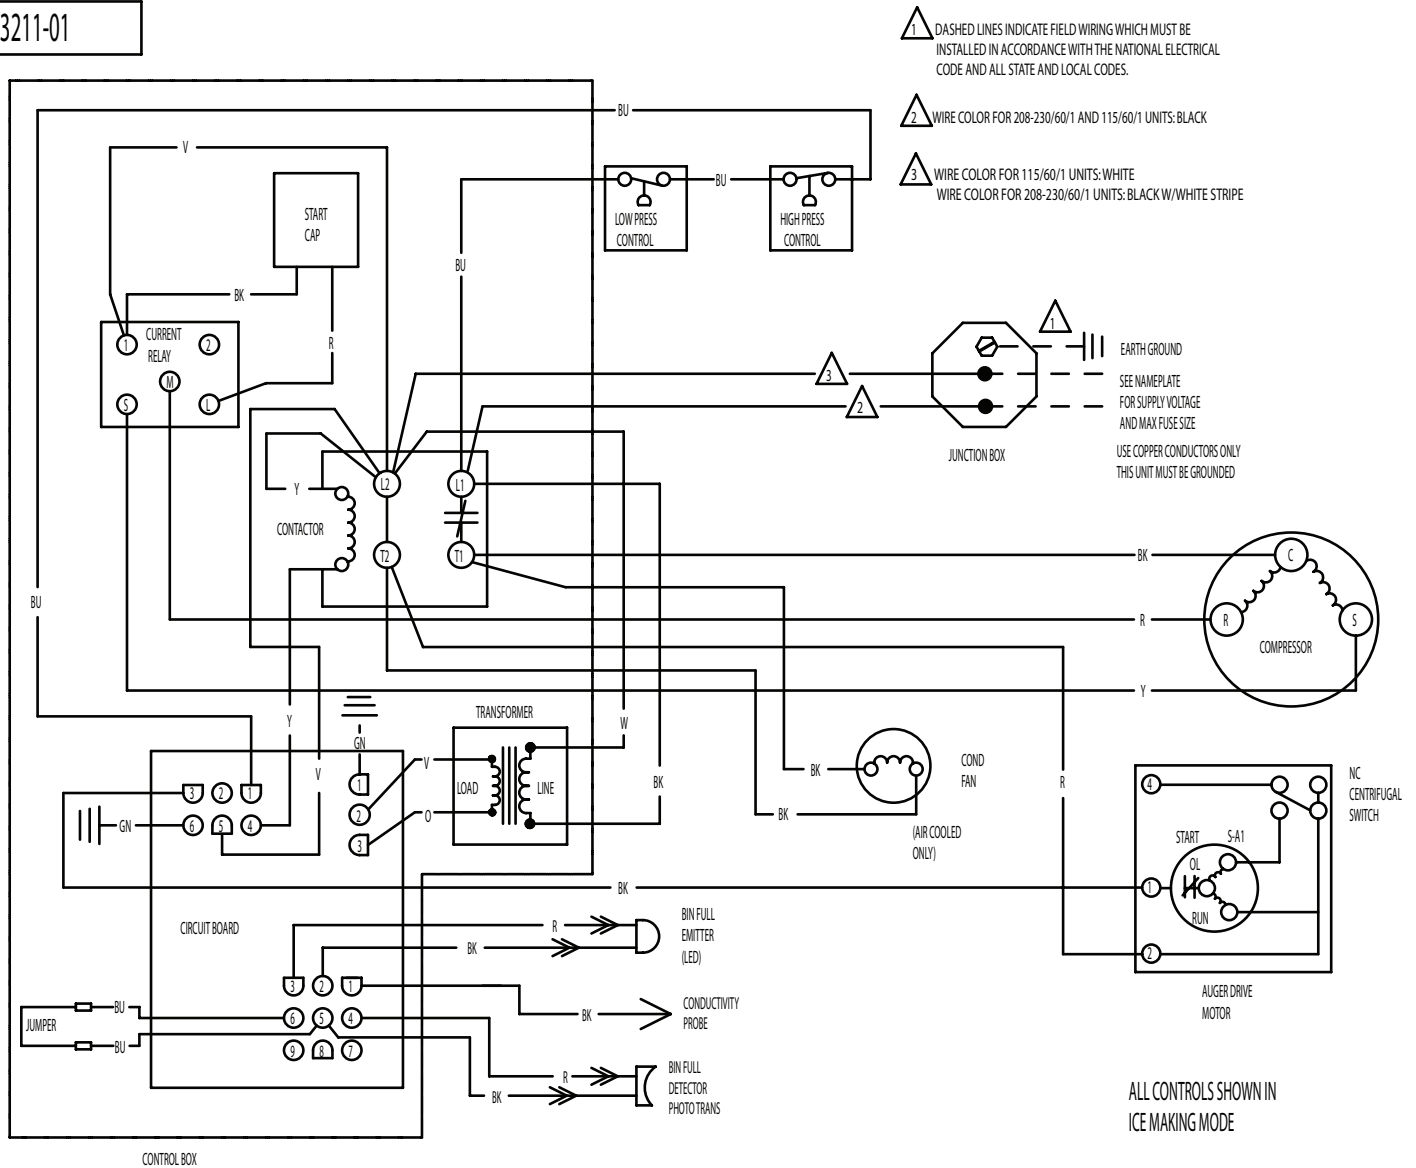 3211-01
1 DASHED LINES INDICATE FIELD WIRING WHICH MUST BE
INSTALLED IN ACCORDANCE WITH THE NATIONAL ELECTRICAL
CODE AND ALL STATE AND LOCAL CODES.
2 WIRE COLOR FOR 208-230/60/1 AND 115/60/1 UNITS: BLACK
3 WIRE COLOR FOR 115/60/1 UNITS: WHITE
WIRE COLOR FOR 208-230/60/1 UNITS: BLACK W/WHITE STRIPE
BU
V
START
CAP
BU
LOW PRESS
CONTROL
HIGH PRESS
CONTROL
BU
BK
R
CURRENT
RELAY
1
2
M
S
L
1
EARTH GROUND
3
2
SEE NAMEPLATE
FOR SUPPLY VOLTAGE
AND MAX FUSE SIZE
USE COPPER CONDUCTORS ONLY
THIS UNIT MUST BE GROUNDED
JUNCTION BOX
L2
L1
Y
CONTACTOR
T2
T1
BK
C
R
S
COMPRESSOR
BU
R
Y
Y
V
GN
TRANSFORMER
LOAD
LINE
V
O
W
BK
BK
BK
COND
FAN
(AIR COOLED
ONLY)
R
4
NC
CENTRIFUGAL
SWITCH
START
S-A1
OL
1
RUN
2
AUGER DRIVE
MOTOR
3
2
1
6
5
4
GN
1
2
3
BK
CIRCUIT BOARD
R
BK
BIN FULL
EMITTER
(LED)
3
2
1
6
5
4
9
8
7
BK
CONDUCTIVITY
PROBE
JUMPER
BU
BU
R
BK
BIN FULL
DETECTOR
PHOTO TRANS
ALL CONTROLS SHOWN IN
ICE MAKING MODE
CONTROL BOX